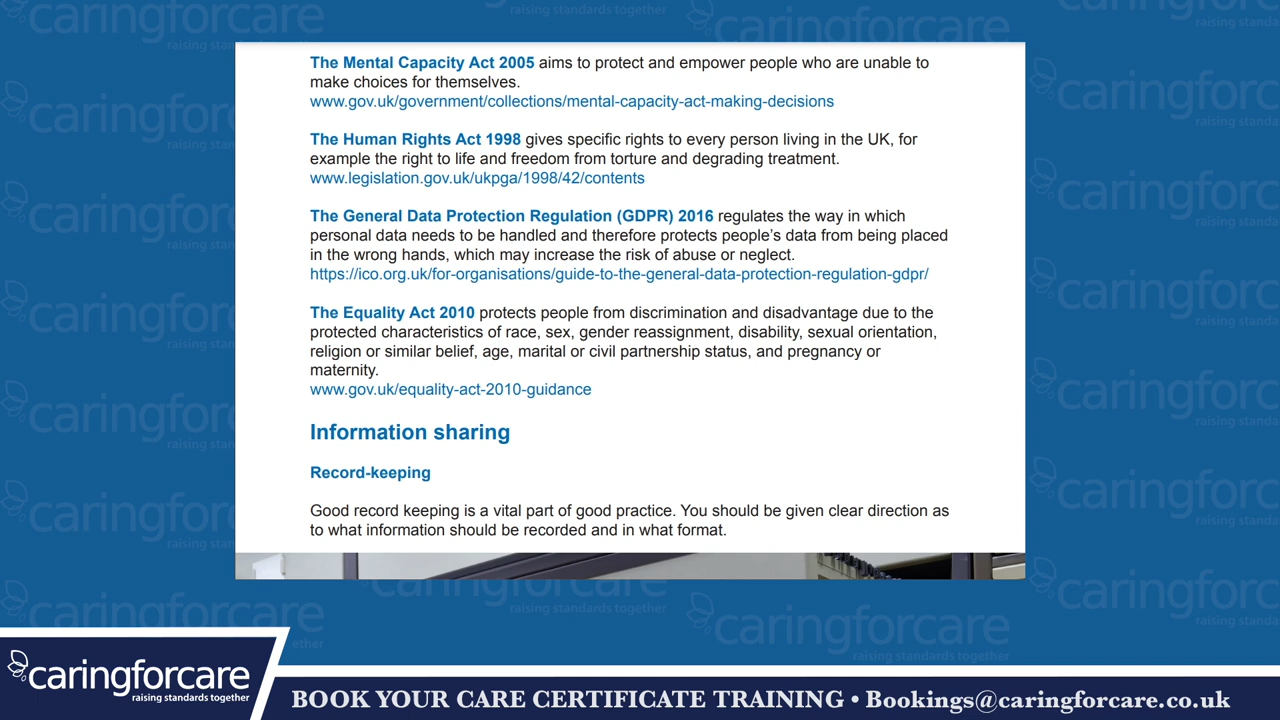 The Mental Capacity Act 2005 aims to protect and empower people who are unable to
make choices for themselves.
www.gov.uk/government/collections/mental-capacity-act-making-decisions
The Human Rights Act 1998 gives specific rights to every person living in the UK, for
example the right to life and freedom from torture and degrading treatment.
www.legislation.gov.uk/ukpga/1998/42/contents
The General Data Protection Regulation (GDPR) 2016 regulates the way in which
personal data needs to be handled and therefore protects people’s data from being placed
in the wrong hands, which may increase the risk of abuse or neglect.
https://ico.org.uk/for-organisations/guide-to-the-general-data-protection-regulation-gdpr/
The Equality Act 2010 protects people from discrimination and disadvantage due to the
protected characteristics of race, sex, gender reassignment, disability, sexual orientation,
religion or similar belief, age, marital or civil partnership status, and pregnancy or
maternity.
www.gov.uk/equality-act-2010-guidance
Information sharing
Record-keeping
Good record keeping is a vital part of good practice. You should be given clear direction as
to what information should be recorded and in what format.
caringforcare
raising standards together
BOOK YOUR CARE CERTIFICATE TRAINING • Bookings@caringforcare.co.uk